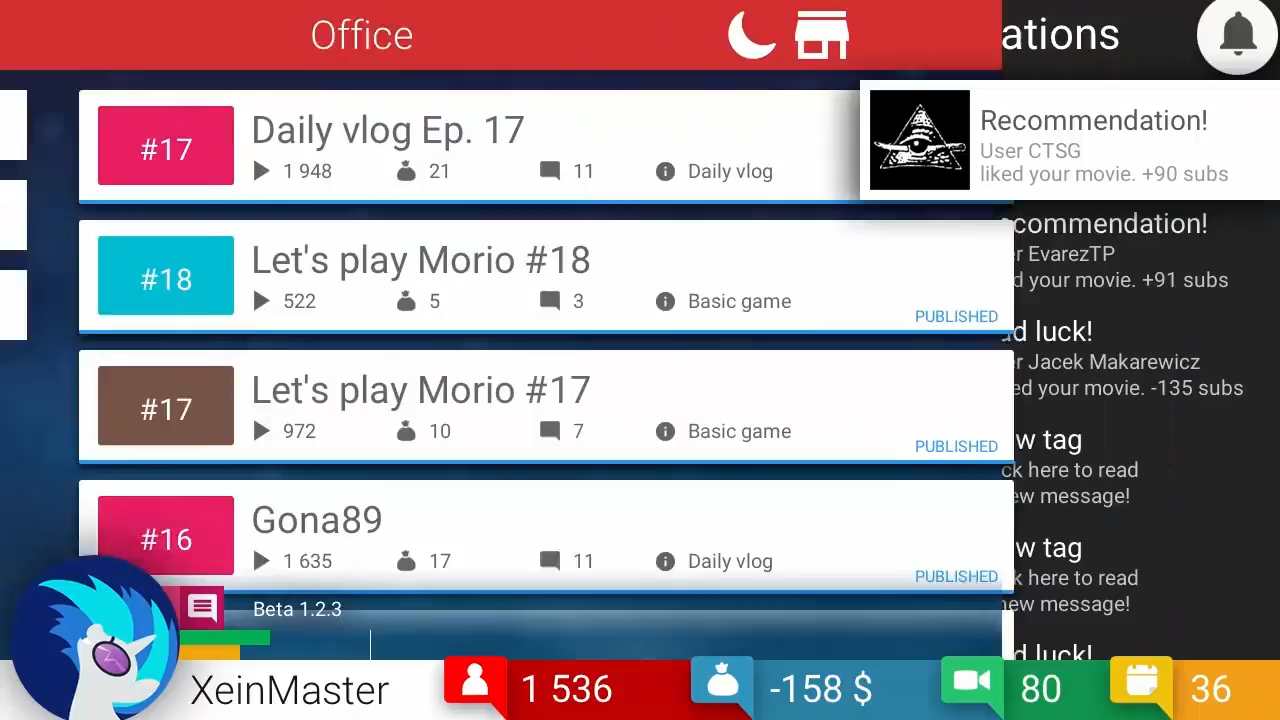 Office
ations
#17
Daily vlog Ep. 17
1 948
21
11
Daily vlog
Recommendation!
User CTSG
liked your movie. +90 subs
#18
Let's play Morio #18
522
5
3
Basic game
PUBLISHED
commendation!
er EvarezTP
d your movie. +91 subs
#17
Let's play Morio #17
972
10
7
Basic game
PUBLISHED
d luck!
er Jacek Makarewicz
ed your movie. -135 subs
w tag
ck here to read
ew message!
#16
Gona89
1 635
17
11
Daily vlog
PUBLISHED
w tag
k here to read
new message!
Beta 1.2.3
d luck!
XeinMaster
1 536
-158 $
80
36